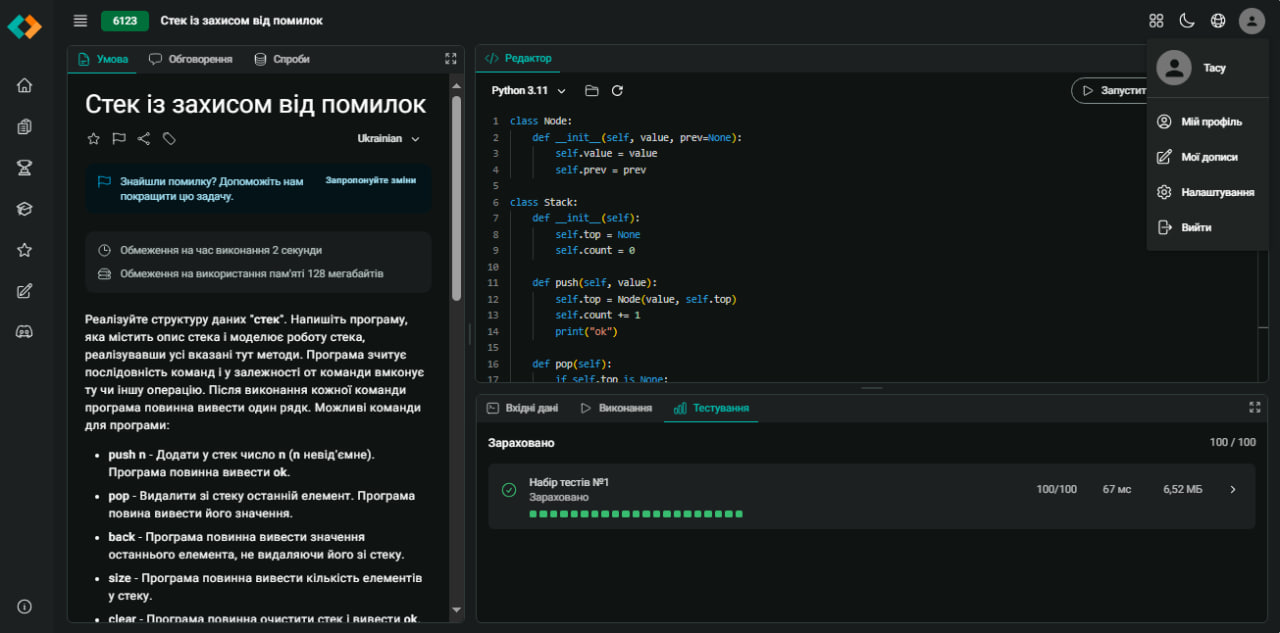 6123 Стек із захисом від помилок
Умова Обговорення Спроби
Стек із захисом від помилок
Ukrainian
Знайшли помилку? Допоможіть нам покращити цю задачу.
Запропонуйте зміни
Обмеження на час виконання 2 секунди
Обмеження на використання пам'яті 128 мегабайтів
Реалізуйте структуру даних "стек". Напишіть програму,
яка містить опис стека і моделює роботу стека,
реалізувавши усі вказані тут методи. Програма зчитує
послідовність команд і у залежності от команди вмконує
ту чи іншу операцію. Після виконання кожної команди
програма повинна вивести один рядк. Можливі команди
для програми:
• push n - Додати у стек число n (n невід'ємне).
Програма повинна вивести ok.
• pop - Видалити зі стеку останній елемент. Програма
повина вивести його значення.
• back - Програма повинна вивести значення
останнього елемента, не видаляючи його зі стеку.
• size - Програма повинна вивести кількість елементів
у стеку.
• clear - Програма повинна очистити стек і вивести ok.
Редактор
Python 3.11
Запустит
1 class Node:
2 def __init__(self, value, prev=None):
3 self.value = value
4 self.prev = prev
5
6 class Stack:
7 def __init__(self):
8 self.top = None
9 self.count = 0
10
11 def push(self, value):
12 self.top = Node(value, self.top)
13 self.count += 1
14 print("ok")
15
16 def pop(self):
17 if self.top is None:
Тасу
Мій профіль
Мої дописи
Налаштування
Вийти
Вхідні дані Виконання Тестування
Зараховано 100 / 100
Набір тестів №1
Зараховано
100/100 67 мс 6,52 МБ